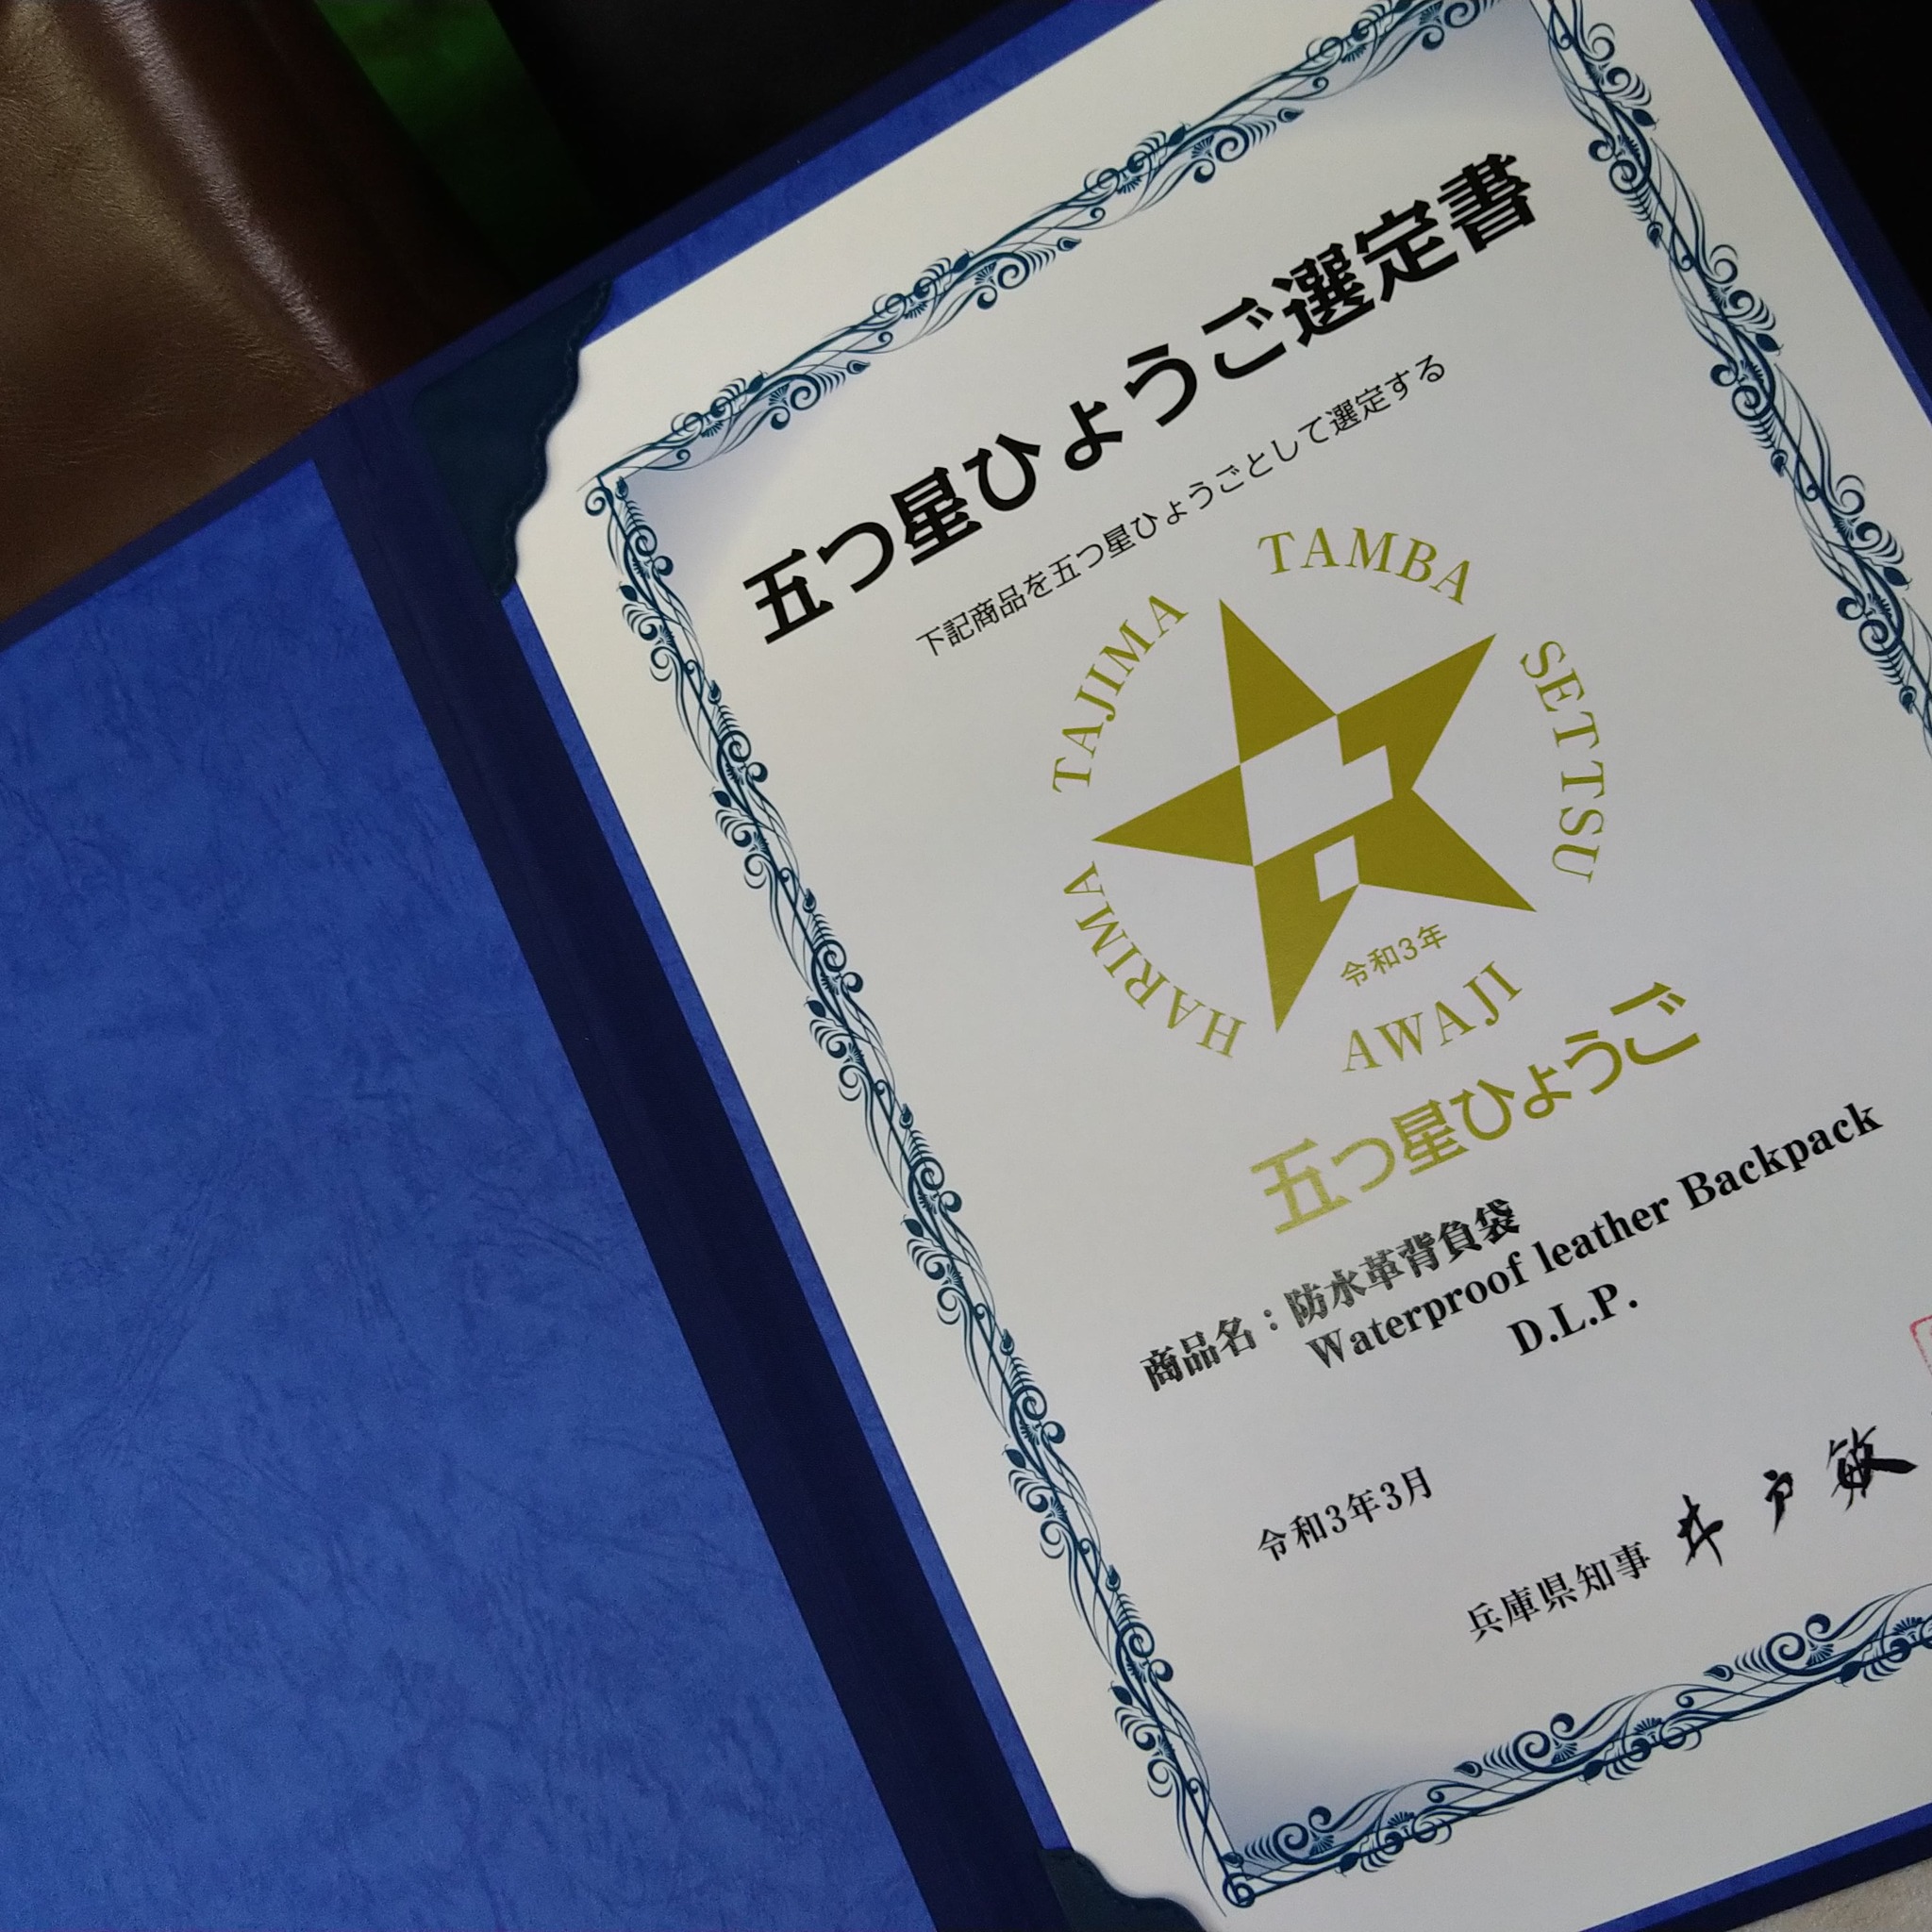 五つ星ひょうご選定書
下記商品を五つ星ひょうごとして選定する
TAJIMA
TAMBA
SETTSU
HARIMA
AWAJI
令和3年
五つ星ひょうご
商品名：防水革背負袋
Waterproof leather Backpack
D.L.P.
令和3年3月
兵庫県知事 井戸敏